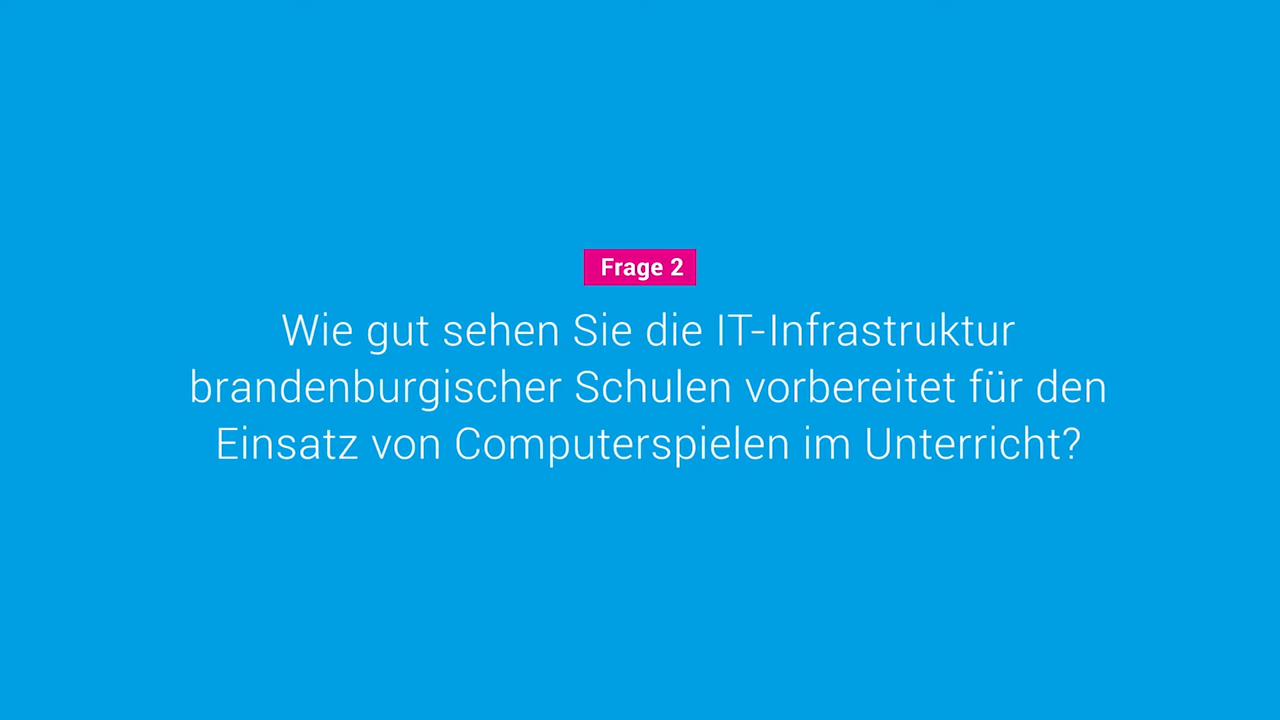 Frage 2
Wie gut sehen Sie die IT-Infrastruktur
brandenburgischer Schulen vorbereitet für den
Einsatz von Computerspielen im Unterricht?